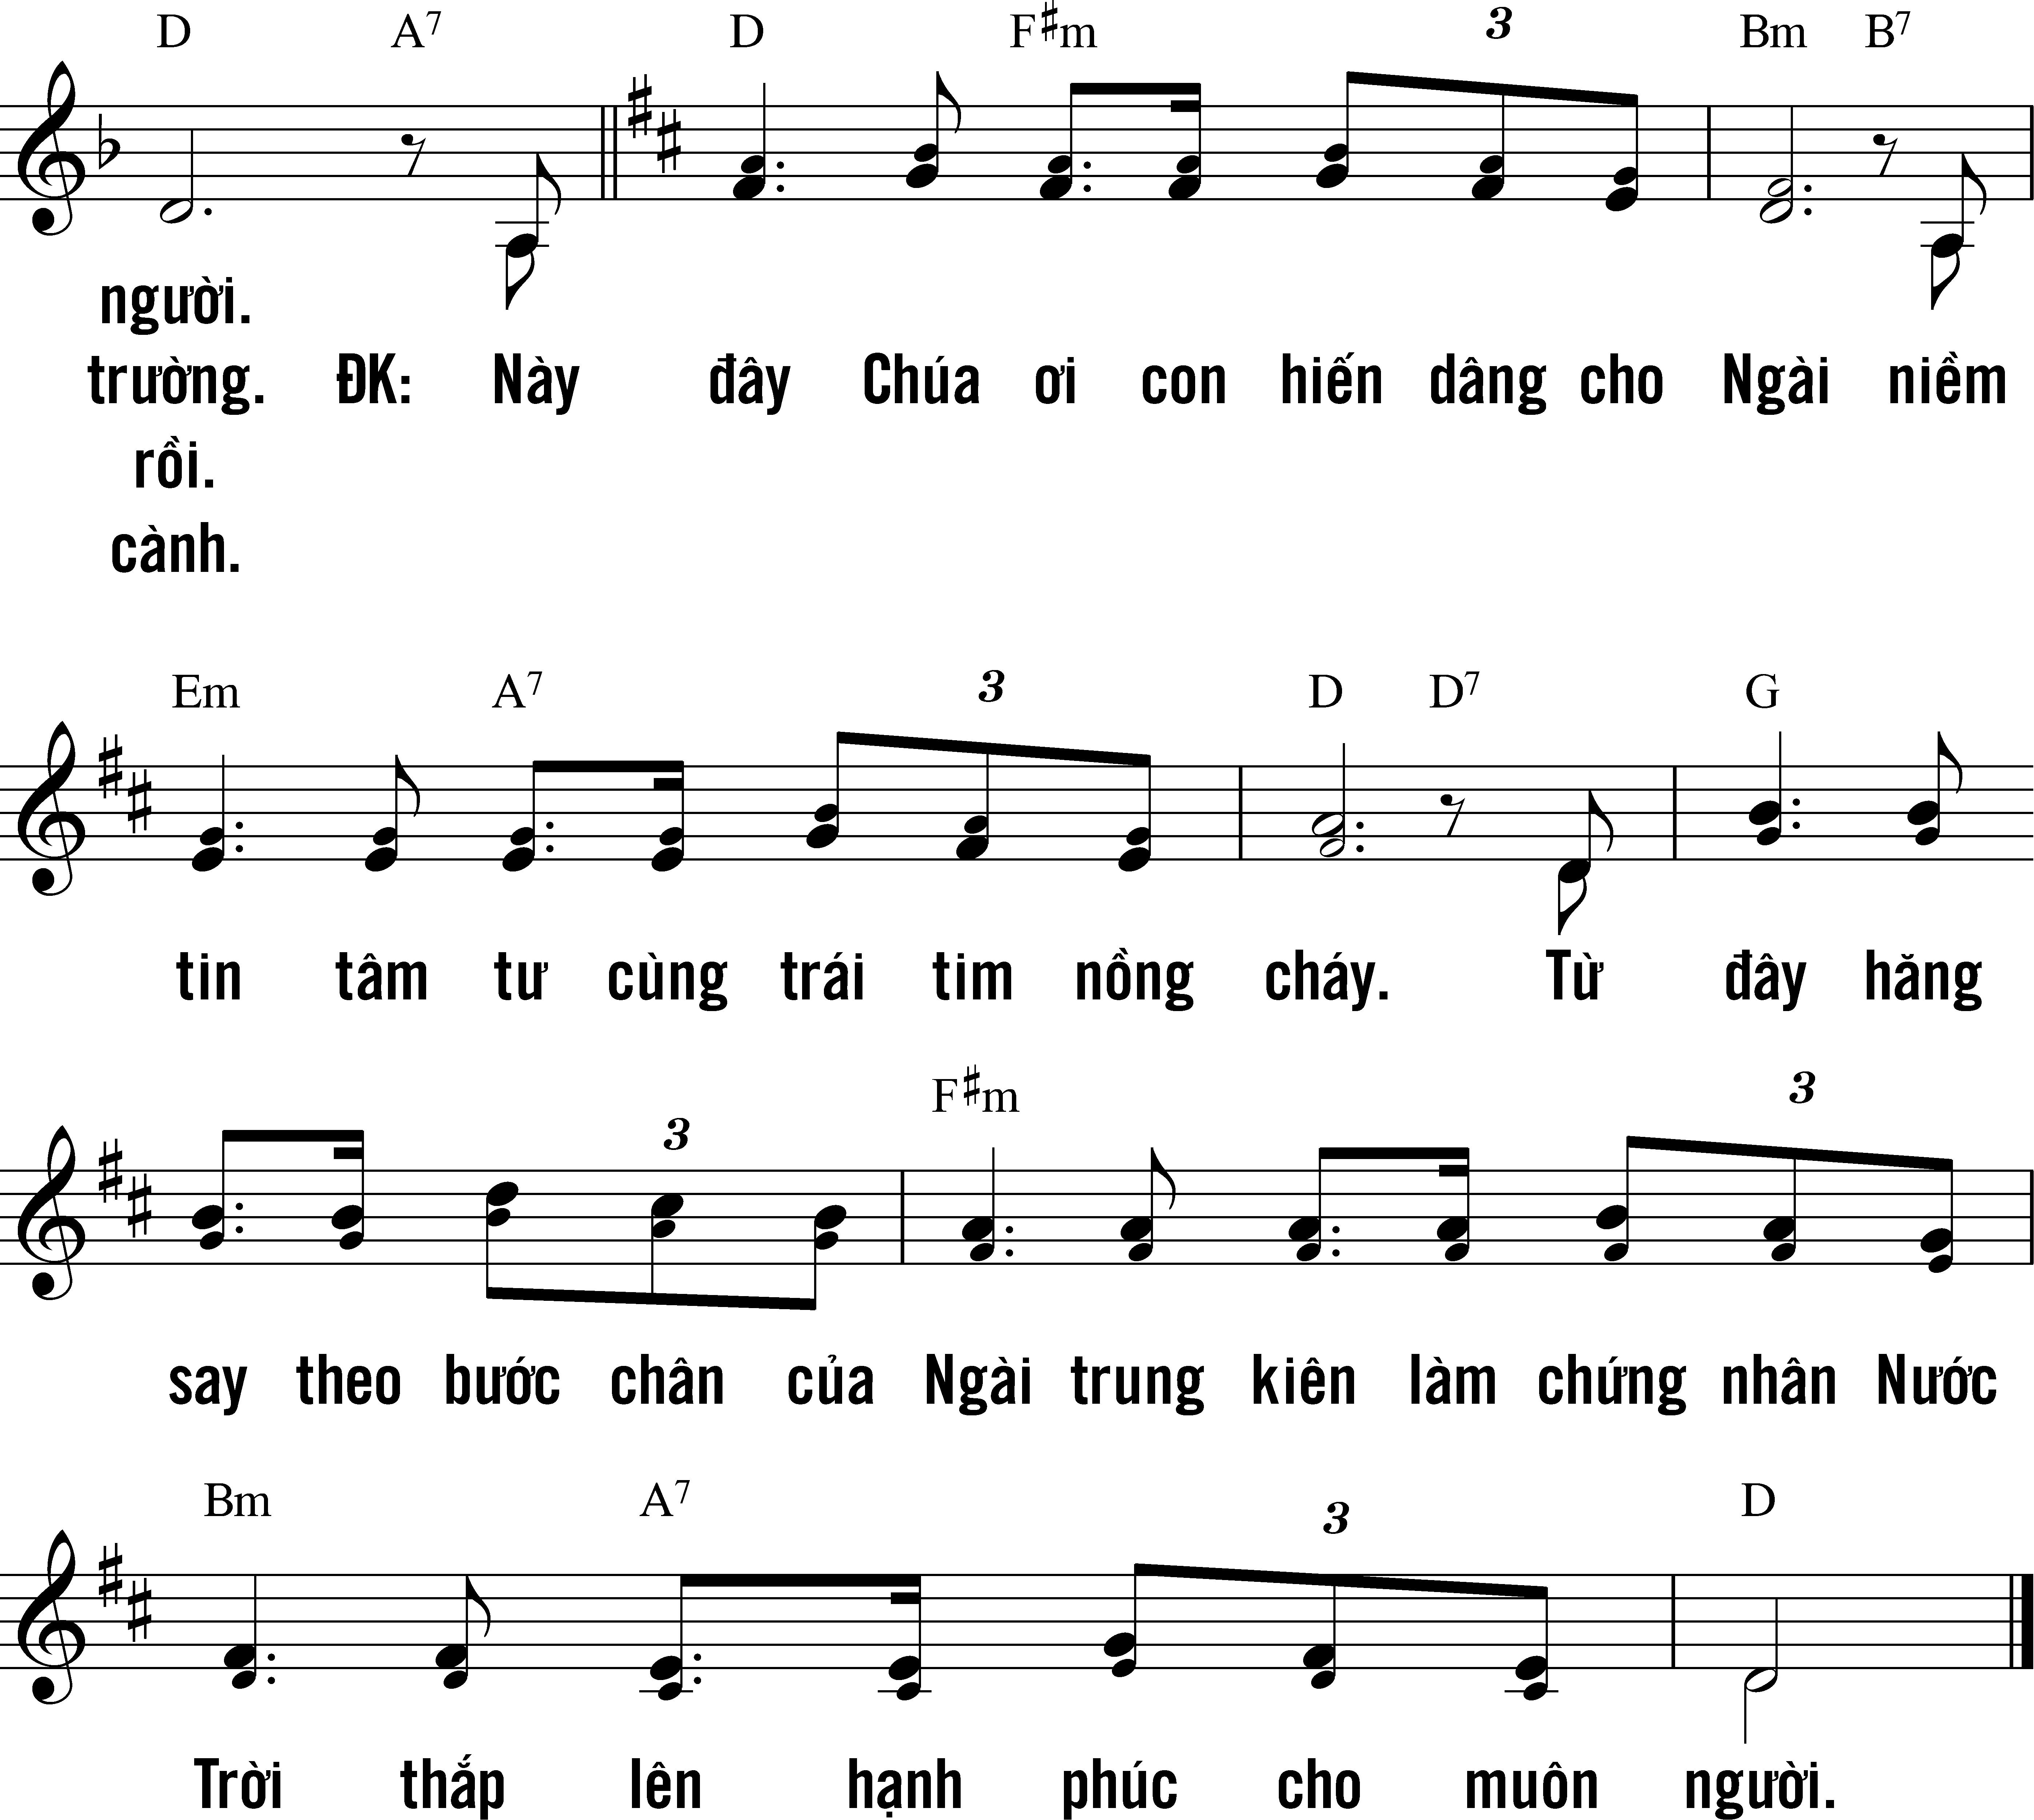 D A7 D F♯m 3 Bm B7
người.
trường. ĐK: Này đây Chúa ơi con hiến dâng cho Ngài niềm
rồi.
cành.
Em A7 3 D D7 G
tin tâm tư cùng trái tim nồng cháy. Từ đây hăng
3 F♯m 3
say theo bước chân của Ngài trung kiên làm chứng nhân Nước
Bm A7 3 D
Trời thắp lên hạnh phúc cho muôn người.